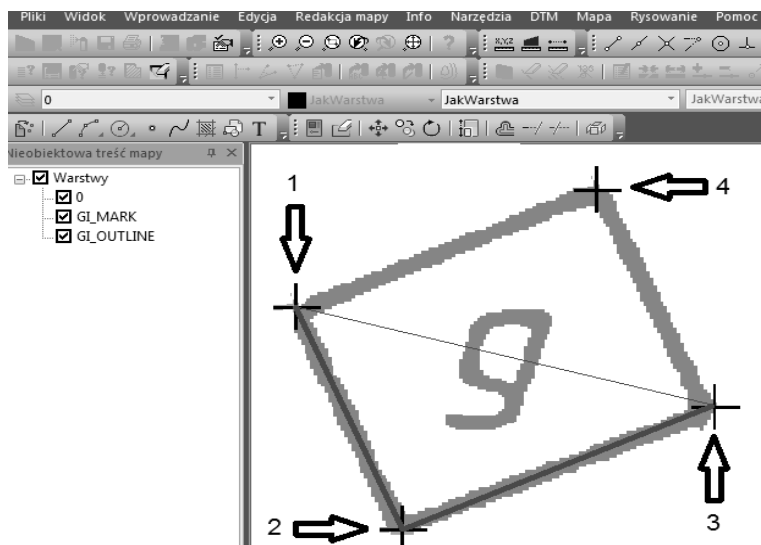 Pliki Widok Wprowadzanie Edycja Redakcja mapy Info Narzędzia DTM Mapa Rysowanie Pomoc
0 JakWarstwa JakWarstwa JakWarstwa
Nieobiektowa treść mapy
Warstwy
0
GI_MARK
GI_OUTLINE
1
4
g
2
3